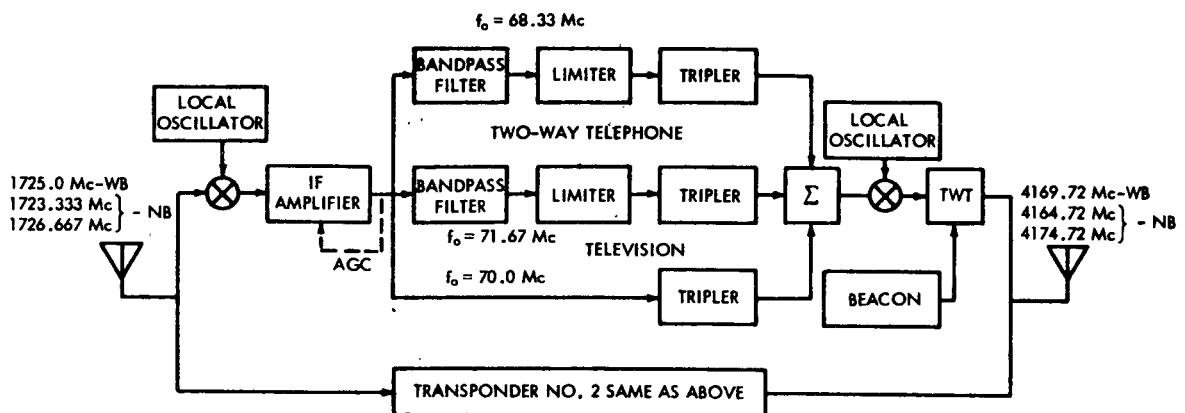 f₀ = 68.33 Mc
BANDPASS
FILTER
LIMITER
TRIPLER
LOCAL
OSCILLATOR
TWO-WAY TELEPHONE
LOCAL
OSCILLATOR
1725.0 Mc-WB
1723.333 Mc
1726.667 Mc
} - NB
IF
AMPLIFIER
AGC
BANDPASS
FILTER
LIMITER
TRIPLER
Σ
TWT
4169.72 Mc-WB
4164.72 Mc
4174.72 Mc
} - NB
f₀ = 71.67 Mc
TELEVISION
f₀ = 70.0 Mc
TRIPLER
BEACON
TRANSPONDER NO. 2 SAME AS ABOVE